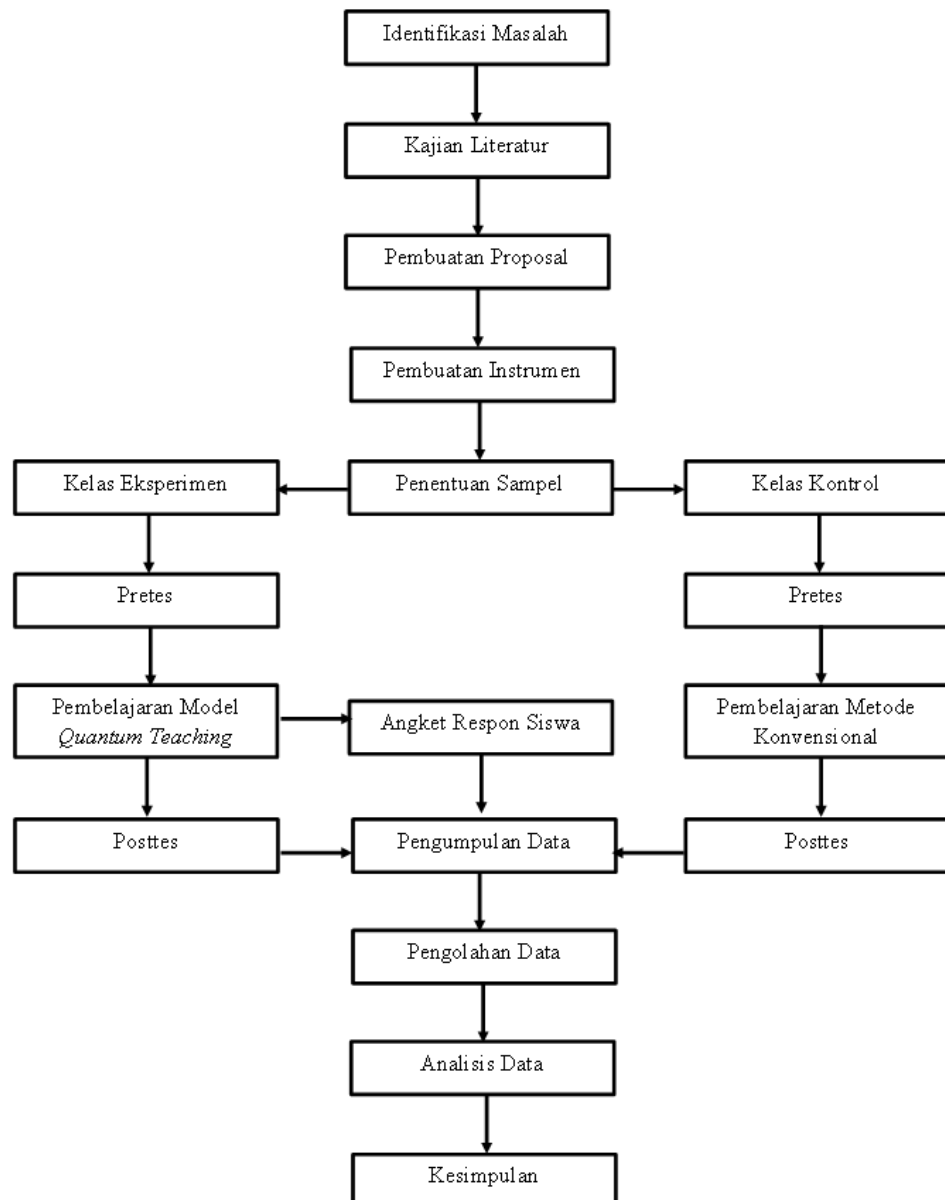 Identifikasi Masalah
Kajian Literatur
Pembuatan Proposal
Pembuatan Instrumen
Kelas Eksperimen
Penentuan Sampel
Kelas Kontrol
Pretes
Pretes
Pembelajaran Model
Quantum Teaching
Angket Respon Siswa
Pembelajaran Metode
Konvensional
Posttes
Pengumpulan Data
Posttes
Pengolahan Data
Analisis Data
Kesimpulan